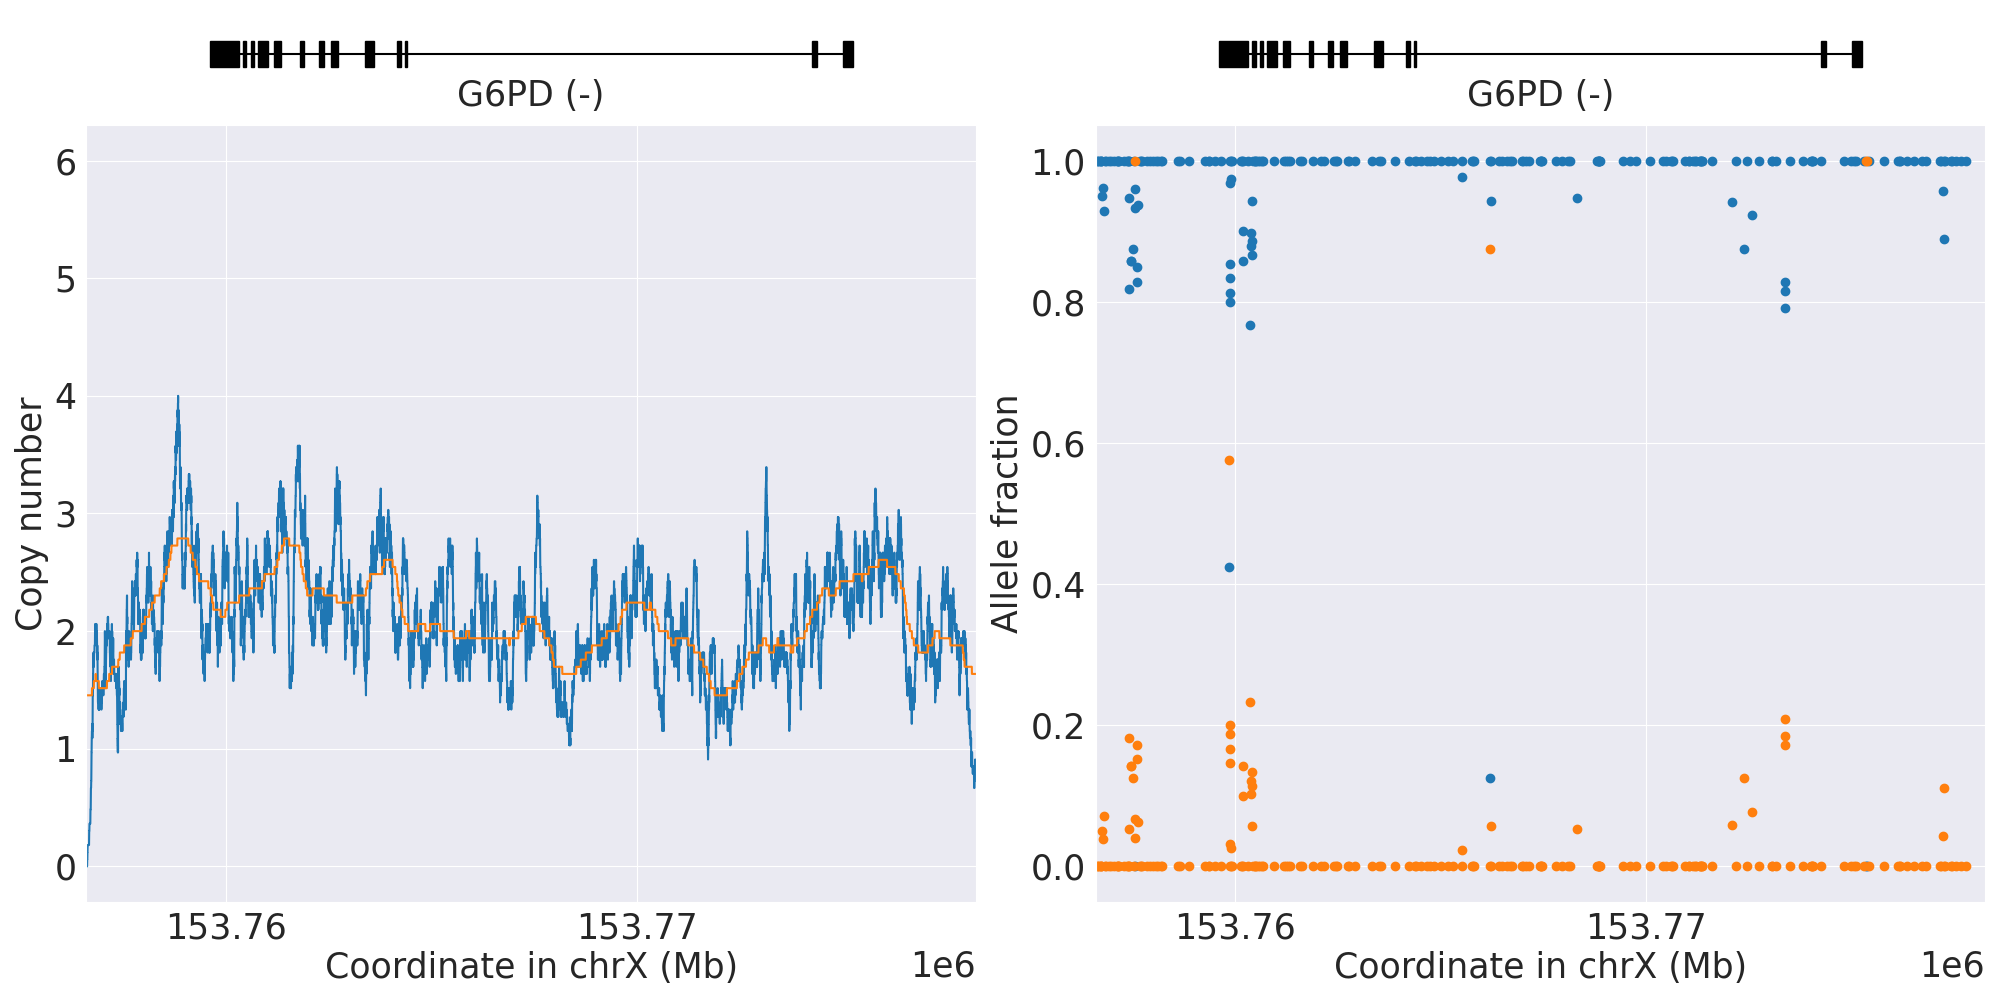 G6PD (-)
Copy number
6
5
4
3
2
1
0
153.76
153.77
Coordinate in chrX (Mb)
1e6
G6PD (-)
Allele fraction
1.0
0.8
0.6
0.4
0.2
0.0
153.76
153.77
Coordinate in chrX (Mb)
1e6